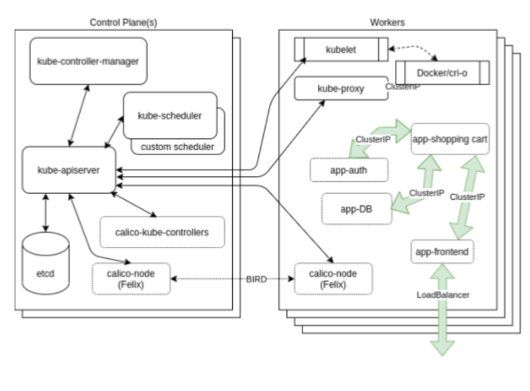 Control Plane(s)
kube-controller-manager
kube-scheduler
custom scheduler
kube-apiserver
calico-kube-controllers
etcd
calico-node
(Felix)
BIRD
Workers
kubelet
Docker/cri-o
kube-proxy
ClusterIP
ClusterIP
app-shopping cart
app-auth
app-DB
ClusterIP
ClusterIP
app-frontend
calico-node
(Felix)
LoadBalancer